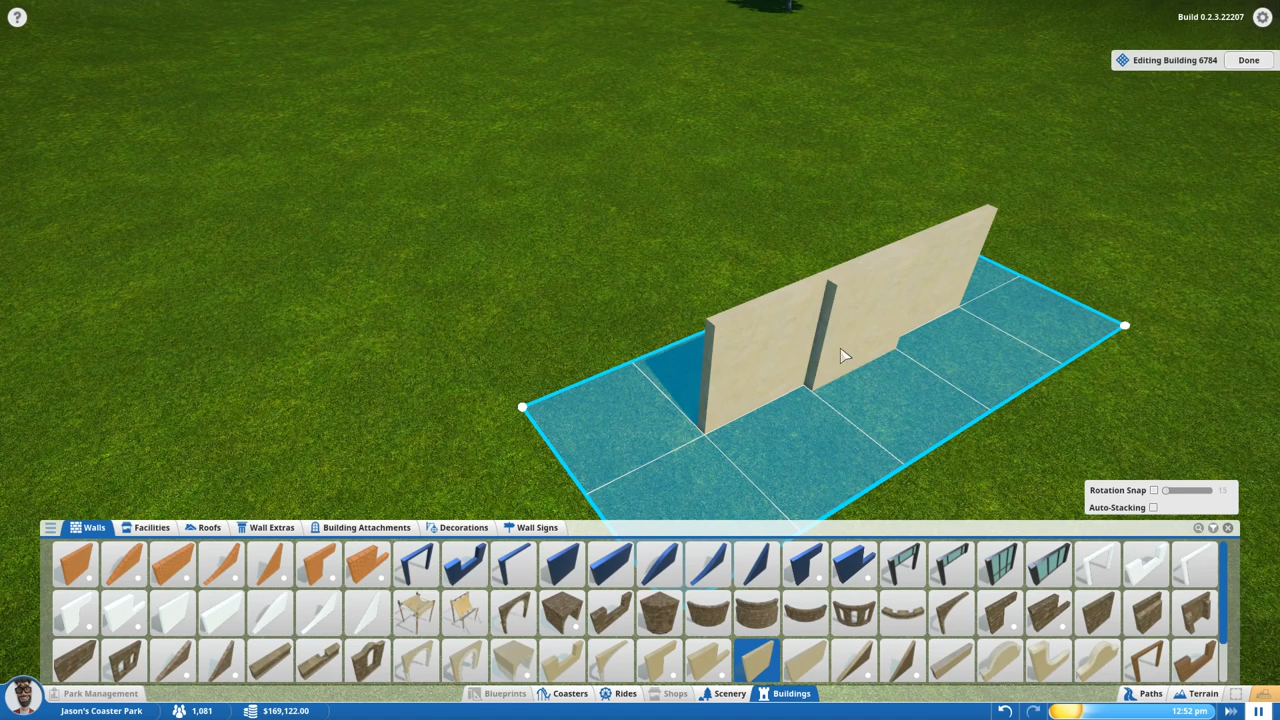 ?
Build 0.2.3.22207
Editing Building 6784 Done
Rotation Snap 15
Auto-Stacking
Walls Facilities Roofs Wall Extras Building Attachments Decorations Wall Signs
Park Management Blueprints Coasters Rides Shops Scenery Buildings Paths Terrain
Jason's Coaster Park 1,081 $169,122.00 12:52 pm